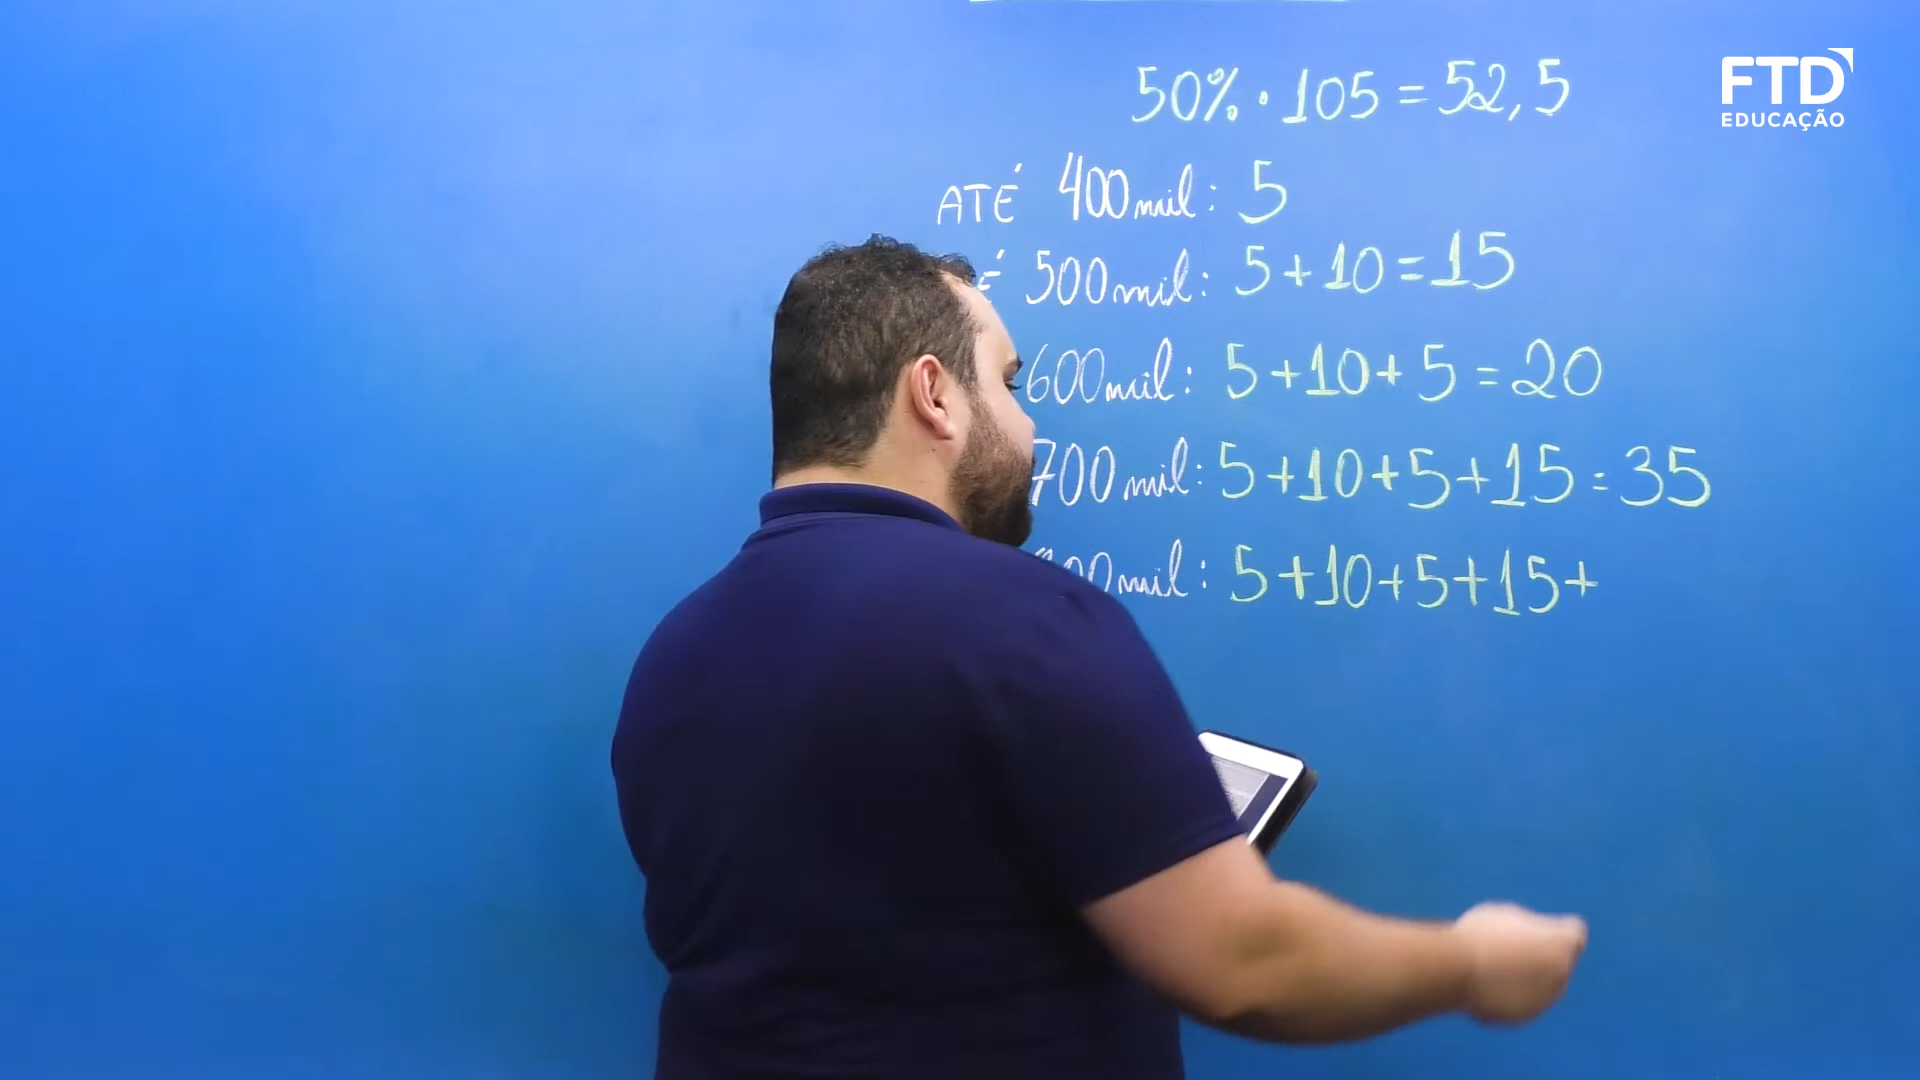 FTD
EDUCAÇÃO
50% · 105 = 52,5
ATÉ 400mil: 5
É 500mil: 5+10=15
600mil: 5+10+5=20
700mil: 5+10+5+15=35
00mil: 5+10+5+15+